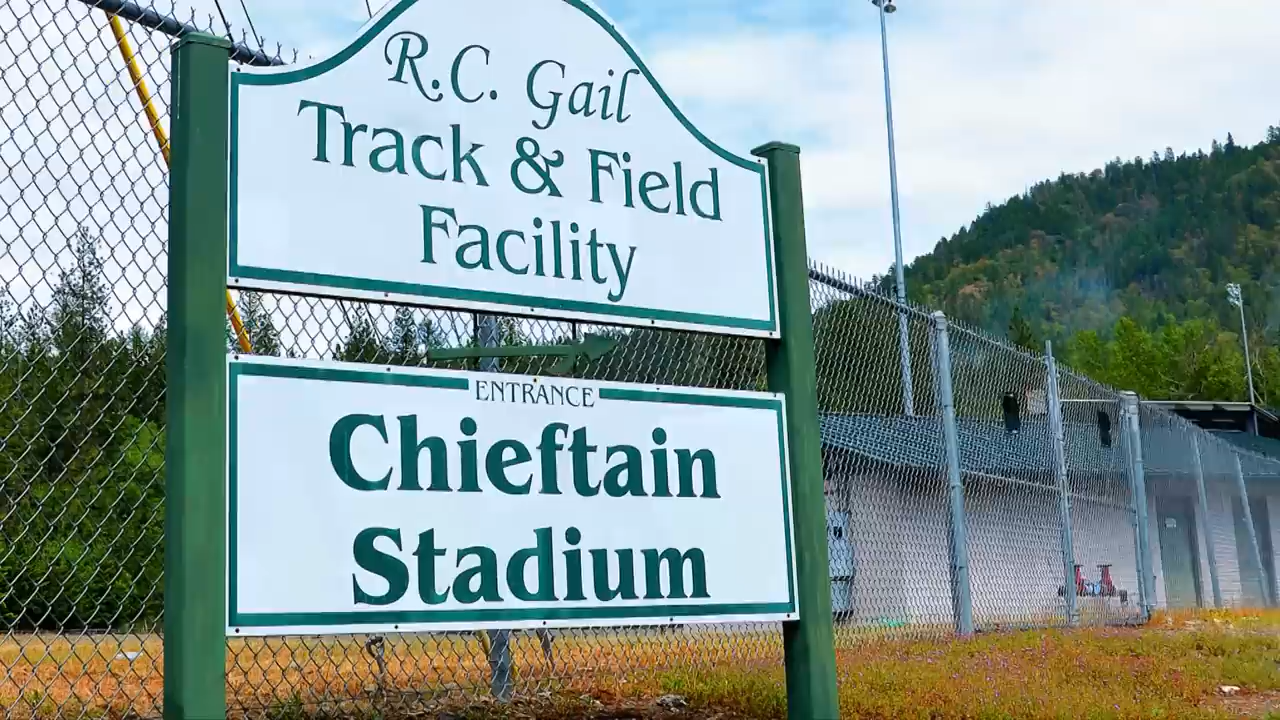 R.C. Gail
Track & Field
Facility
ENTRANCE
Chieftain
Stadium